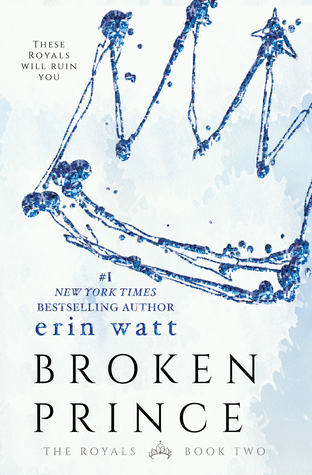 THESE
ROYALS
WILL RUIN
YOU
#1
NEW YORK TIMES
BESTSELLING AUTHOR
erin watt
BROKEN
PRINCE
THE ROYALS BOOK TWO